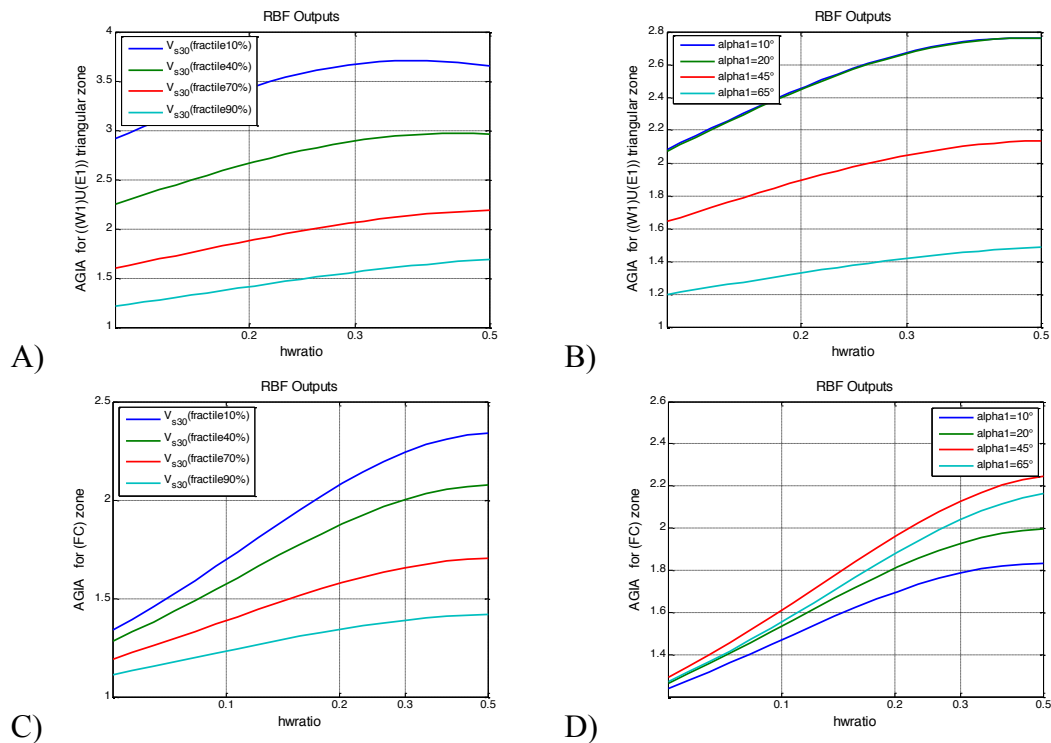 RBF Outputs
AGIA for ((W1)U(E1)) triangular zone
4
3.5
3
2.5
2
1.5
1
V_s30(fractile10%)
V_s30(fractile40%)
V_s30(fractile70%)
V_s30(fractile90%)
0.2
0.3
0.5
hwratio
A)
RBF Outputs
AGIA for ((W1)U(E1)) triangular zone
2.8
2.6
2.4
2.2
2
1.8
1.6
1.4
1.2
1
alpha1=10°
alpha1=20°
alpha1=45°
alpha1=65°
0.2
0.3
0.5
hwratio
B)
RBF Outputs
AGIA for (FC) zone
2.5
2
1.5
1
V_s30(fractile10%)
V_s30(fractile40%)
V_s30(fractile70%)
V_s30(fractile90%)
0.1
0.2
0.3
0.5
hwratio
C)
RBF Outputs
AGIA for (FC) zone
2.6
2.4
2.2
2
1.8
1.6
1.4
alpha1=10°
alpha1=20°
alpha1=45°
alpha1=65°
0.1
0.2
0.3
0.5
hwratio
D)